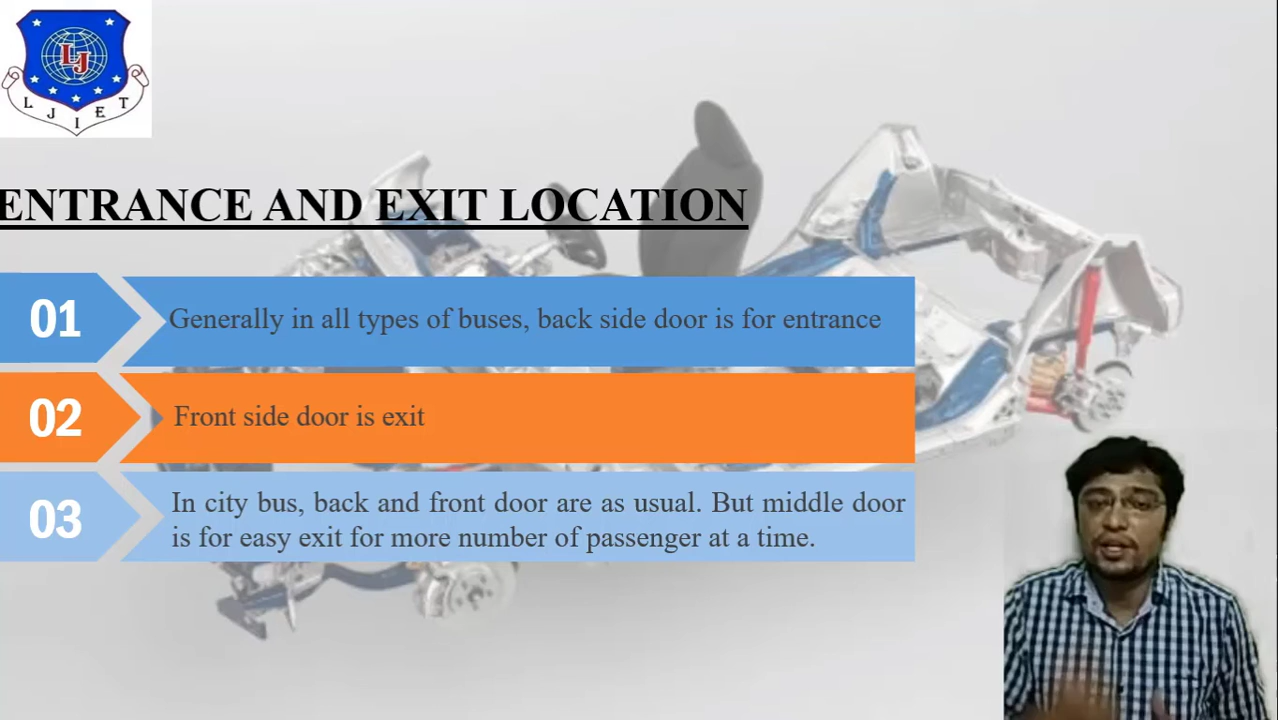 LJ
L J I E T
ENTRANCE AND EXIT LOCATION
01
Generally in all types of buses, back side door is for entrance
02
Front side door is exit
03
In city bus, back and front door are as usual. But middle door
is for easy exit for more number of passenger at a time.